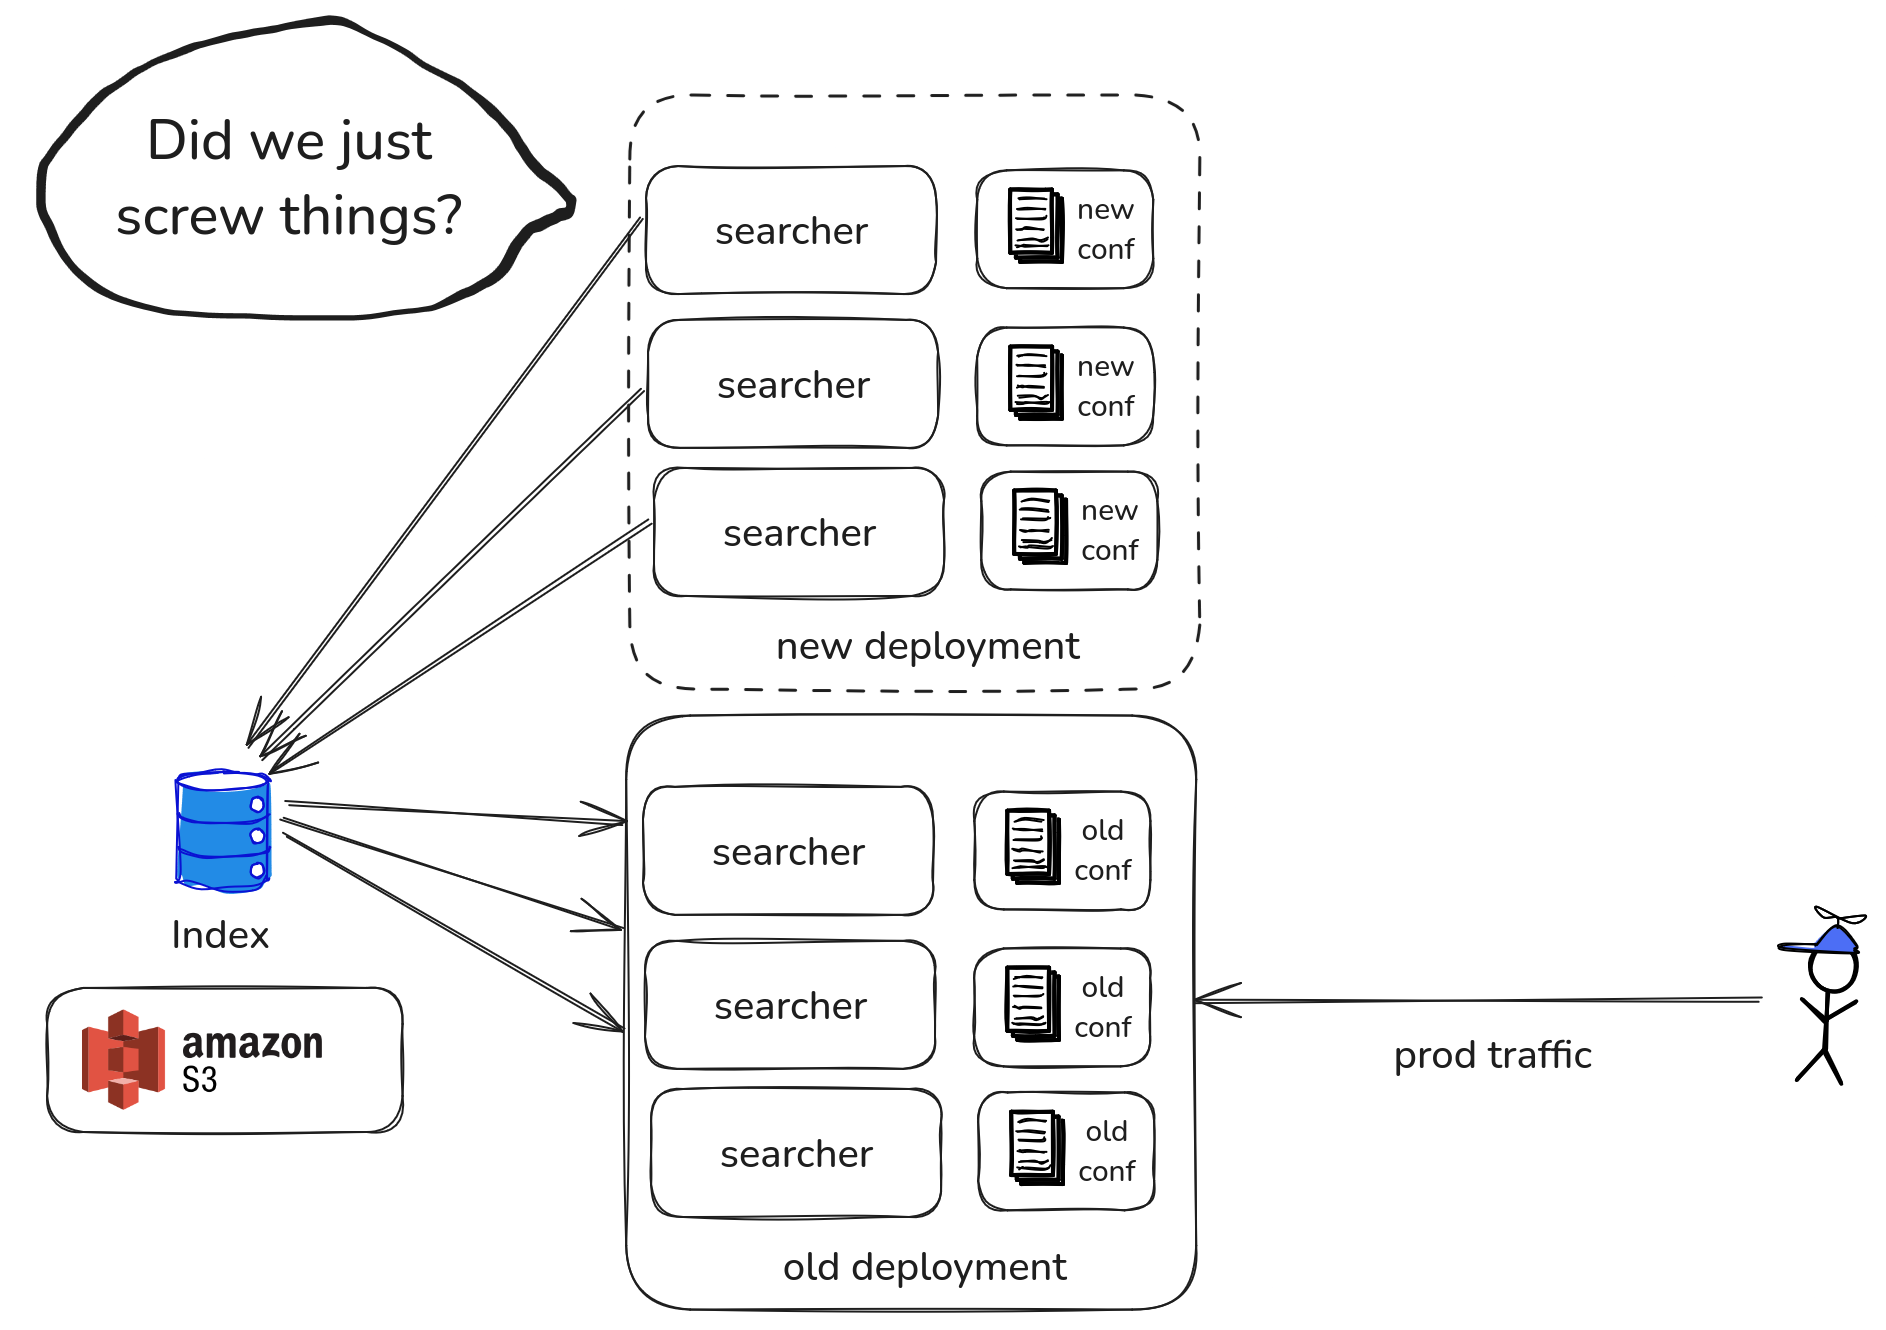 Did we just
screw things?
searcher
new
conf
searcher
new
conf
searcher
new
conf
new deployment
Index
amazon
S3
searcher
old
conf
searcher
old
conf
searcher
old
conf
old deployment
prod traffic